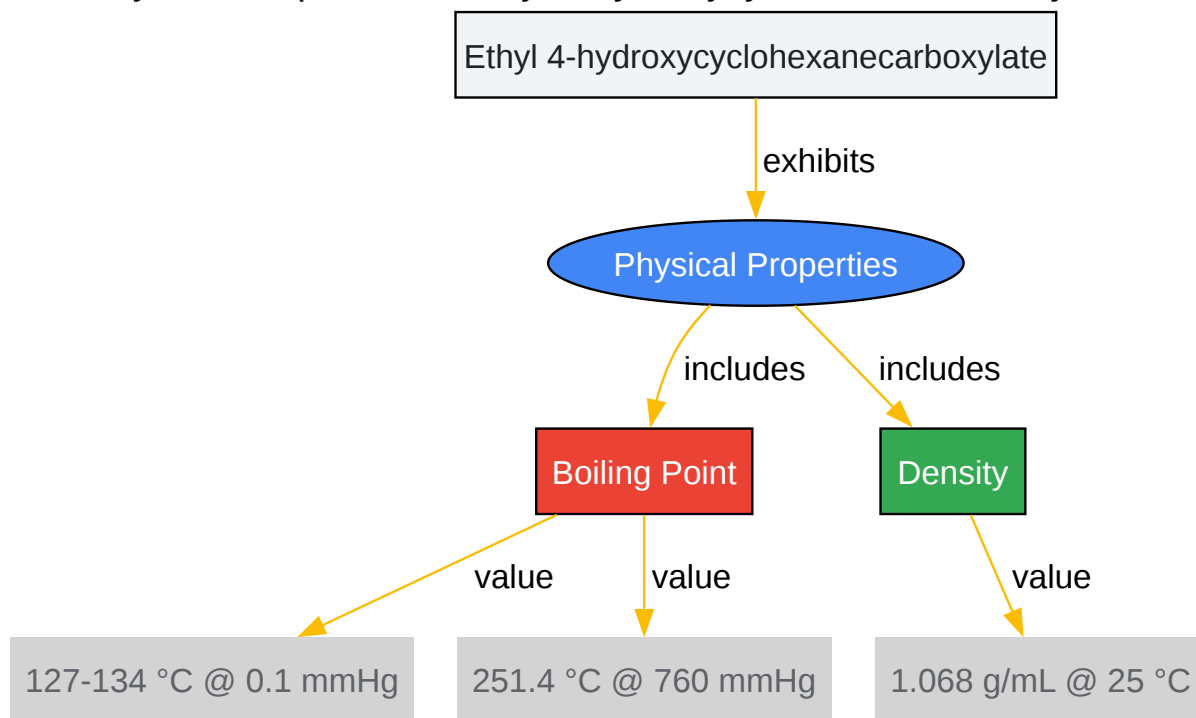 Ethyl 4-hydroxycyclohexanecarboxylate
exhibits
Physical Properties
includes
includes
Boiling Point
Density
value
value
value
127-134 °C @ 0.1 mmHg
251.4 °C @ 760 mmHg
1.068 g/mL @ 25 °C